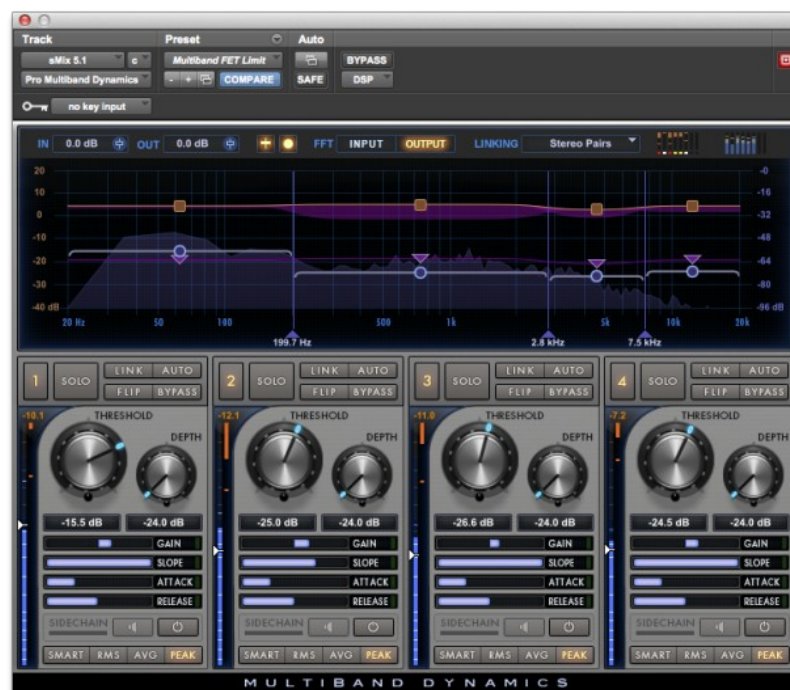 Track Preset Auto
sMix 5.1 c Multiband FET Limit BYPASS
Pro Multiband Dynamics - + COMPARE SAFE DSP
no key input
IN 0.0 dB OUT 0.0 dB FFT INPUT OUTPUT LINKING Stereo Pairs
20 -0
10 -16
0 -32
-10 -48
-20 -64
-30 -80
-40 dB -96 dB
20 Hz 50 100 500 1k 5k 10k 20k
199.7 Hz 2.8 kHz 7.5 kHz
1 SOLO LINK AUTO 2 SOLO LINK AUTO 3 SOLO LINK AUTO 4 SOLO LINK AUTO
FLIP BYPASS FLIP BYPASS FLIP BYPASS FLIP BYPASS
-10.1 THRESHOLD -12.1 THRESHOLD -11.0 THRESHOLD -7.2 THRESHOLD
DEPTH DEPTH DEPTH DEPTH
-15.5 dB -24.0 dB -25.0 dB -24.0 dB -26.6 dB -24.0 dB -24.5 dB -24.0 dB
GAIN GAIN GAIN GAIN
SLOPE SLOPE SLOPE SLOPE
ATTACK ATTACK ATTACK ATTACK
RELEASE RELEASE RELEASE RELEASE
SIDECHAIN SIDECHAIN SIDECHAIN SIDECHAIN
SMART RMS AVG PEAK SMART RMS AVG PEAK SMART RMS AVG PEAK SMART RMS AVG PEAK
MULTIBAND DYNAMICS